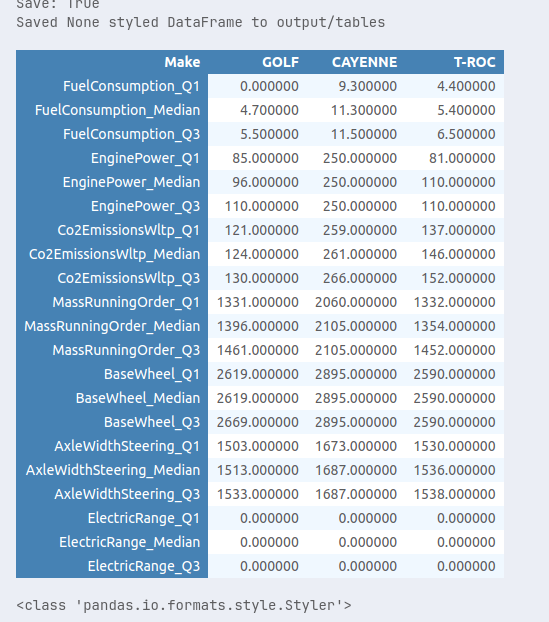 Save: True
Saved None styled DataFrame to output/tables
Make GOLF CAYENNE T-ROC
FuelConsumption_Q1 0.000000 9.300000 4.400000
FuelConsumption_Median 4.700000 11.300000 5.400000
FuelConsumption_Q3 5.500000 11.500000 6.500000
EnginePower_Q1 85.000000 250.000000 81.000000
EnginePower_Median 96.000000 250.000000 110.000000
EnginePower_Q3 110.000000 250.000000 110.000000
Co2EmissionsWltp_Q1 121.000000 259.000000 137.000000
Co2EmissionsWltp_Median 124.000000 261.000000 146.000000
Co2EmissionsWltp_Q3 130.000000 266.000000 152.000000
MassRunningOrder_Q1 1331.000000 2060.000000 1332.000000
MassRunningOrder_Median 1396.000000 2105.000000 1354.000000
MassRunningOrder_Q3 1461.000000 2105.000000 1452.000000
BaseWheel_Q1 2619.000000 2895.000000 2590.000000
BaseWheel_Median 2619.000000 2895.000000 2590.000000
BaseWheel_Q3 2669.000000 2895.000000 2590.000000
AxleWidthSteering_Q1 1503.000000 1673.000000 1530.000000
AxleWidthSteering_Median 1513.000000 1687.000000 1536.000000
AxleWidthSteering_Q3 1533.000000 1687.000000 1538.000000
ElectricRange_Q1 0.000000 0.000000 0.000000
ElectricRange_Median 0.000000 0.000000 0.000000
ElectricRange_Q3 0.000000 0.000000 0.000000
<class 'pandas.io.formats.style.Styler'>